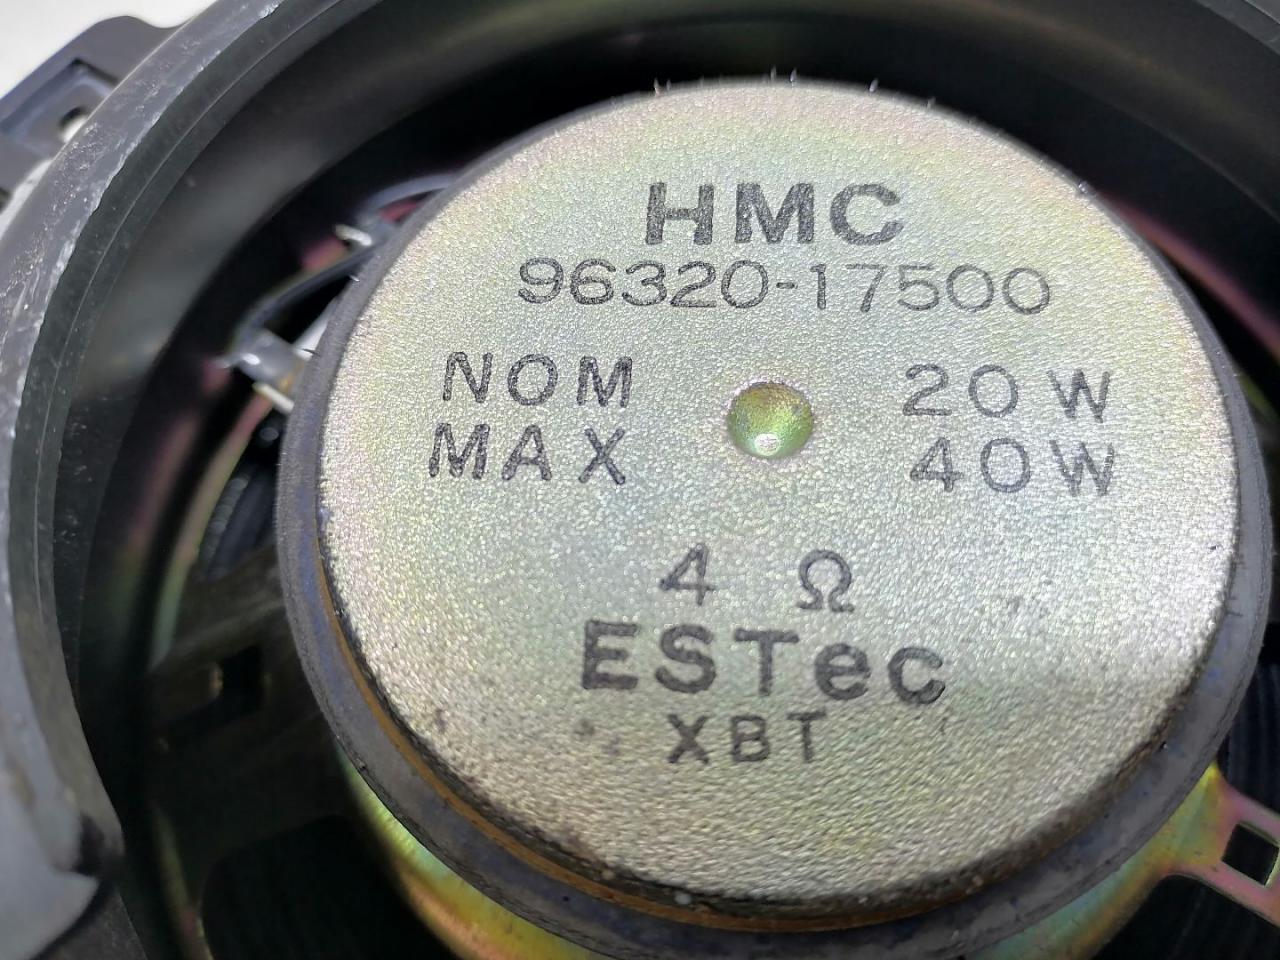 HMC
96320-17500
NOM 20W
MAX 40W
4 Ω
ESTec
XBT